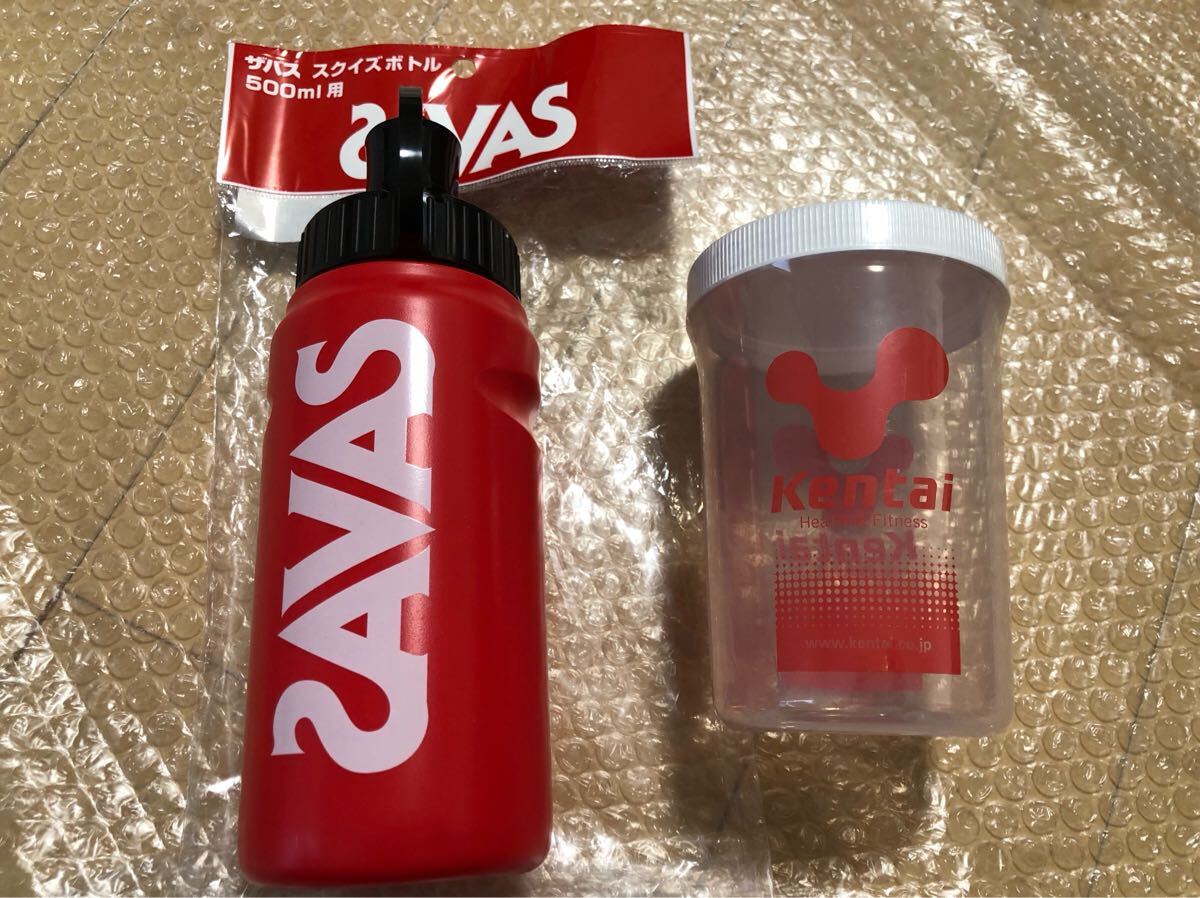 ザバス スクイズボトル
500ml用
SAVAS
SAVAS
Kentai
Health & Fitness
Kentai
www.kentai.co.jp